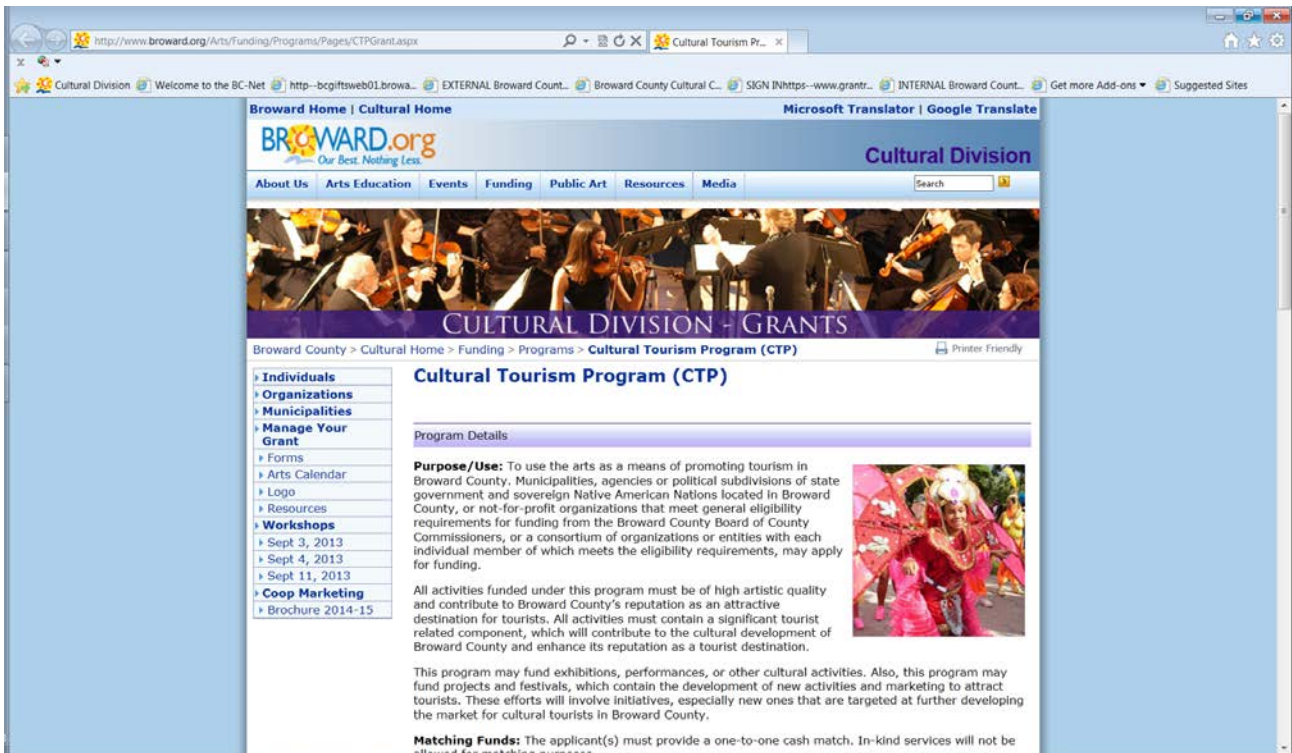 http://www.broward.org/Arts/Funding/Programs/Pages/CTPGrant.aspx
Cultural Tourism Pr...
Cultural Division Welcome to the BC-Net http--bcgiftsweb01.browa... EXTERNAL Broward Count... Broward County Cultural C... SIGN INhttps--www.grantr... INTERNAL Broward Count... Get more Add-ons Suggested Sites
Broward Home | Cultural Home Microsoft Translator | Google Translate
BROWARD.org
Our Best. Nothing Less.
Cultural Division
About Us Arts Education Events Funding Public Art Resources Media Search
CULTURAL DIVISION - GRANTS
Broward County > Cultural Home > Funding > Programs > Cultural Tourism Program (CTP) Printer Friendly
Individuals
Organizations
Municipalities
Manage Your
Grant
Forms
Arts Calendar
Logo
Resources
Workshops
Sept 3, 2013
Sept 4, 2013
Sept 11, 2013
Coop Marketing
Brochure 2014-15
Cultural Tourism Program (CTP)
Program Details
Purpose/Use: To use the arts as a means of promoting tourism in
Broward County. Municipalities, agencies or political subdivisions of state
government and sovereign Native American Nations located in Broward
County, or not-for-profit organizations that meet general eligibility
requirements for funding from the Broward County Board of County
Commissioners, or a consortium of organizations or entities with each
individual member of which meets the eligibility requirements, may apply
for funding.
All activities funded under this program must be of high artistic quality
and contribute to Broward County's reputation as an attractive
destination for tourists. All activities must contain a significant tourist
related component, which will contribute to the cultural development of
Broward County and enhance its reputation as a tourist destination.
This program may fund exhibitions, performances, or other cultural activities. Also, this program may
fund projects and festivals, which contain the development of new activities and marketing to attract
tourists. These efforts will involve initiatives, especially new ones that are targeted at further developing
the market for cultural tourists in Broward County.
Matching Funds: The applicant(s) must provide a one-to-one cash match. In-kind services will not be